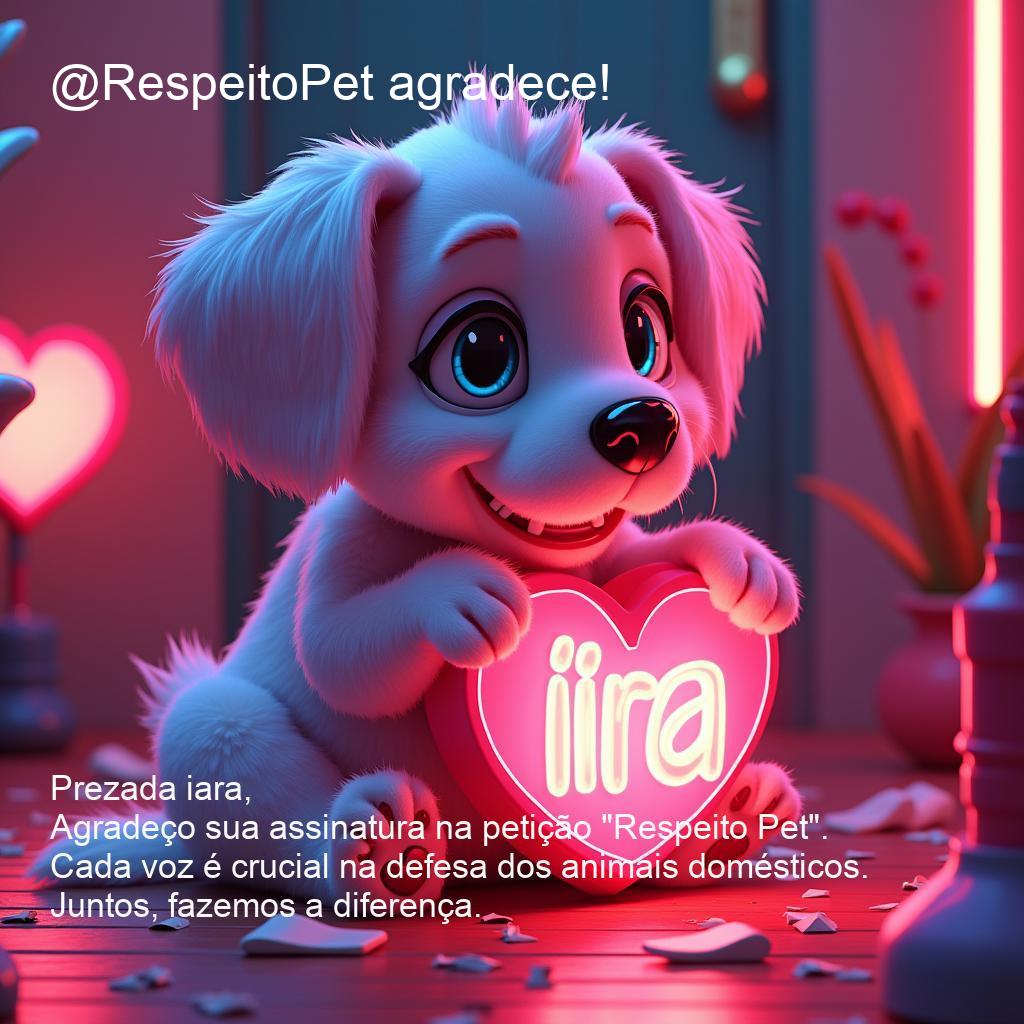 @RespeitoPet agradece!
iira
Prezada iara,
Agradeço sua assinatura na petição "Respeito Pet".
Cada voz é crucial na defesa dos animais domésticos.
Juntos, fazemos a diferença.